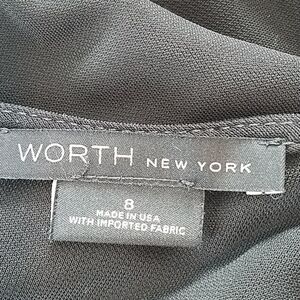 WORTH NEW YORK
8
MADE IN USA
WITH IMPORTED FABRIC